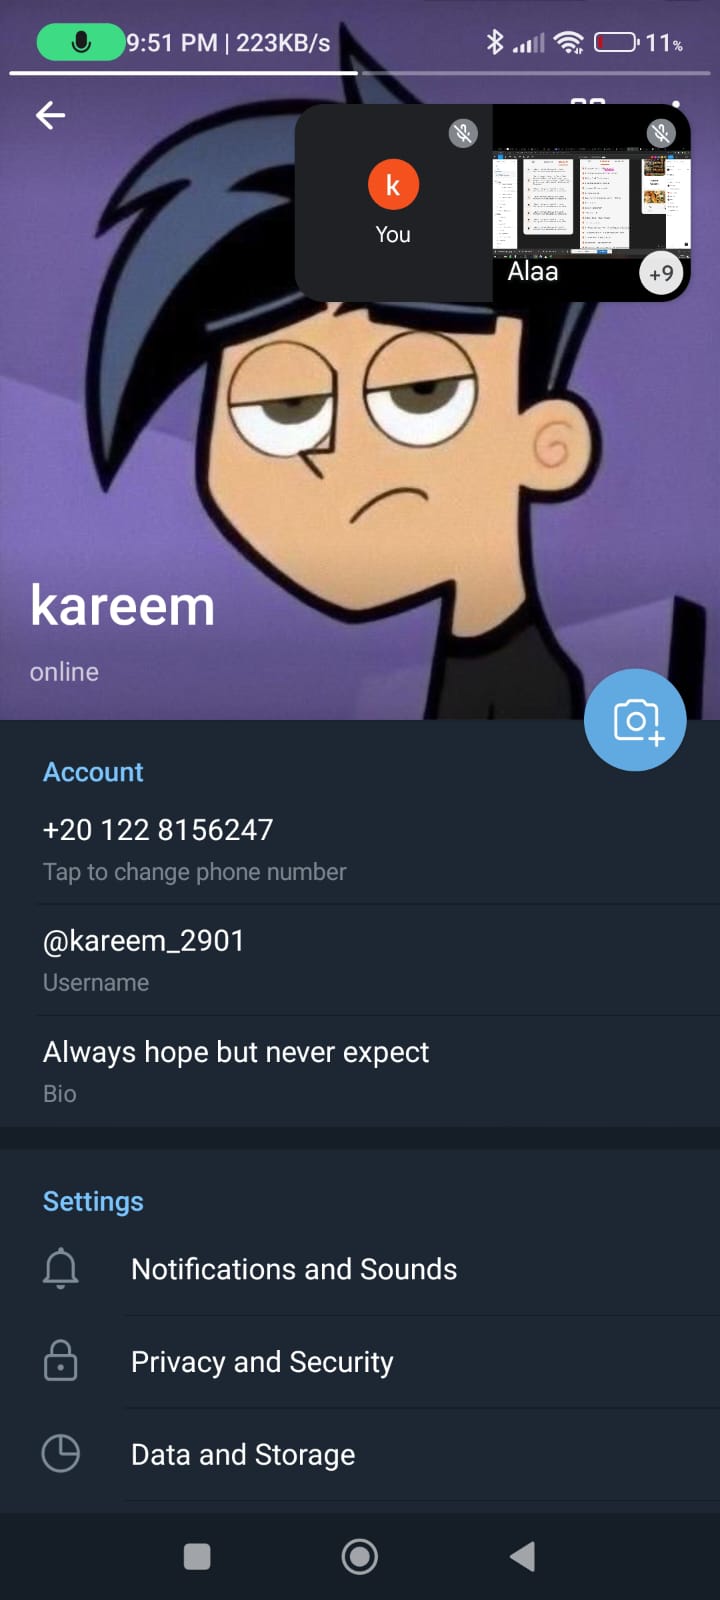 9:51 PM | 223KB/s
11%
k
You
Alaa
+9
kareem
online
Account
+20 122 8156247
Tap to change phone number
@kareem_2901
Username
Always hope but never expect
Bio
Settings
Notifications and Sounds
Privacy and Security
Data and Storage